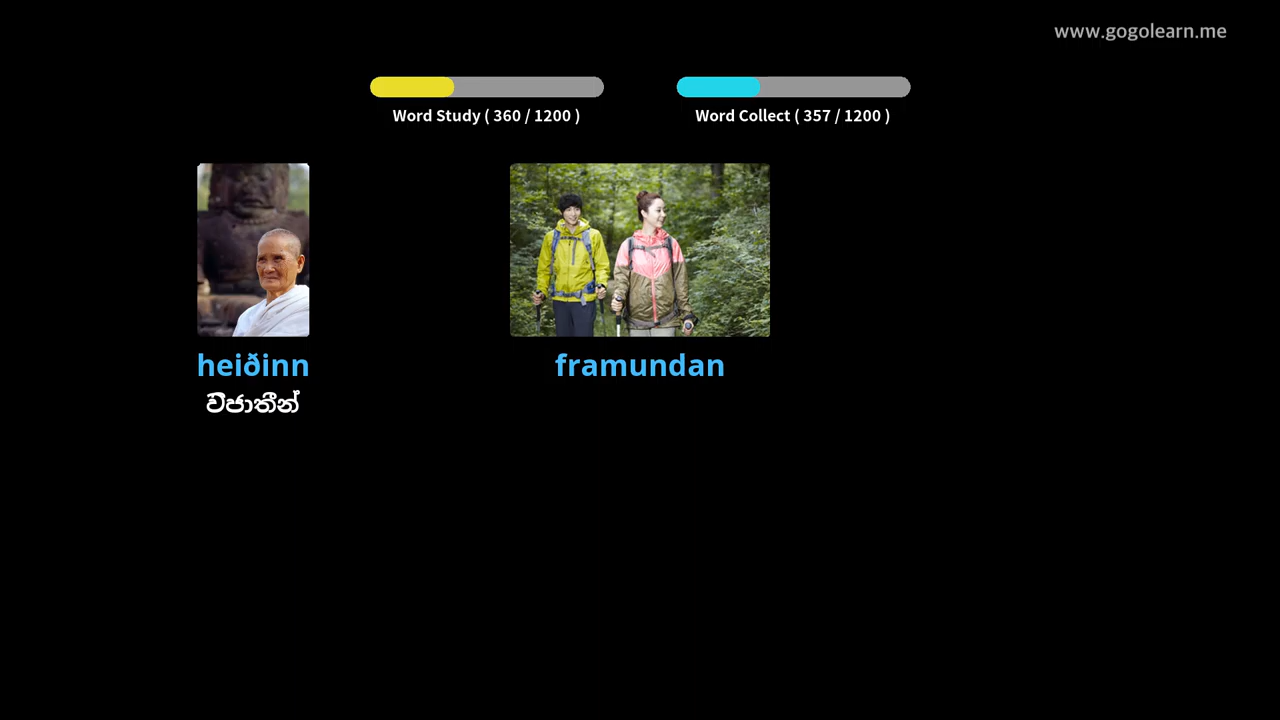 www.gogolearn.me
Word Study ( 360 / 1200 )
Word Collect ( 357 / 1200 )
heiðinn
විජාතීන්
framundan